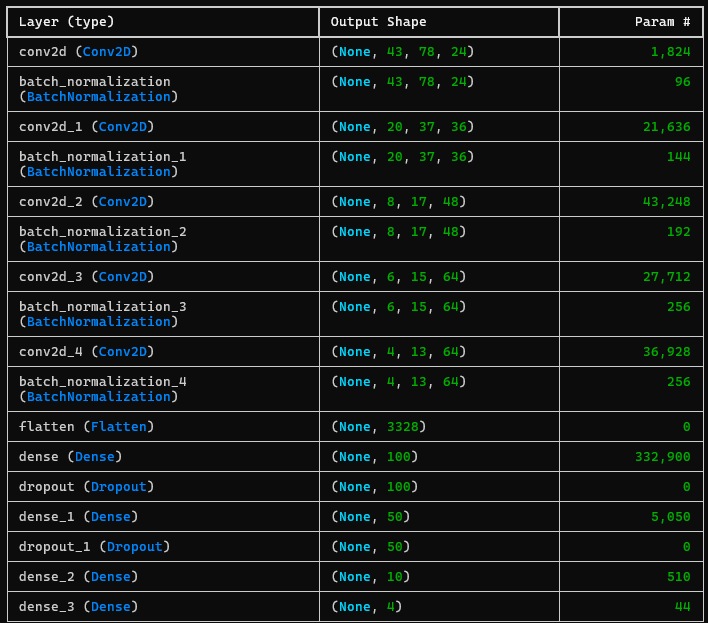 Layer (type) Output Shape Param #
conv2d (Conv2D) (None, 43, 78, 24) 1,824
batch_normalization (None, 43, 78, 24) 96
(BatchNormalization)
conv2d_1 (Conv2D) (None, 20, 37, 36) 21,636
batch_normalization_1 (None, 20, 37, 36) 144
(BatchNormalization)
conv2d_2 (Conv2D) (None, 8, 17, 48) 43,248
batch_normalization_2 (None, 8, 17, 48) 192
(BatchNormalization)
conv2d_3 (Conv2D) (None, 6, 15, 64) 27,712
batch_normalization_3 (None, 6, 15, 64) 256
(BatchNormalization)
conv2d_4 (Conv2D) (None, 4, 13, 64) 36,928
batch_normalization_4 (None, 4, 13, 64) 256
(BatchNormalization)
flatten (Flatten) (None, 3328) 0
dense (Dense) (None, 100) 332,900
dropout (Dropout) (None, 100) 0
dense_1 (Dense) (None, 50) 5,050
dropout_1 (Dropout) (None, 50) 0
dense_2 (Dense) (None, 10) 510
dense_3 (Dense) (None, 4) 44